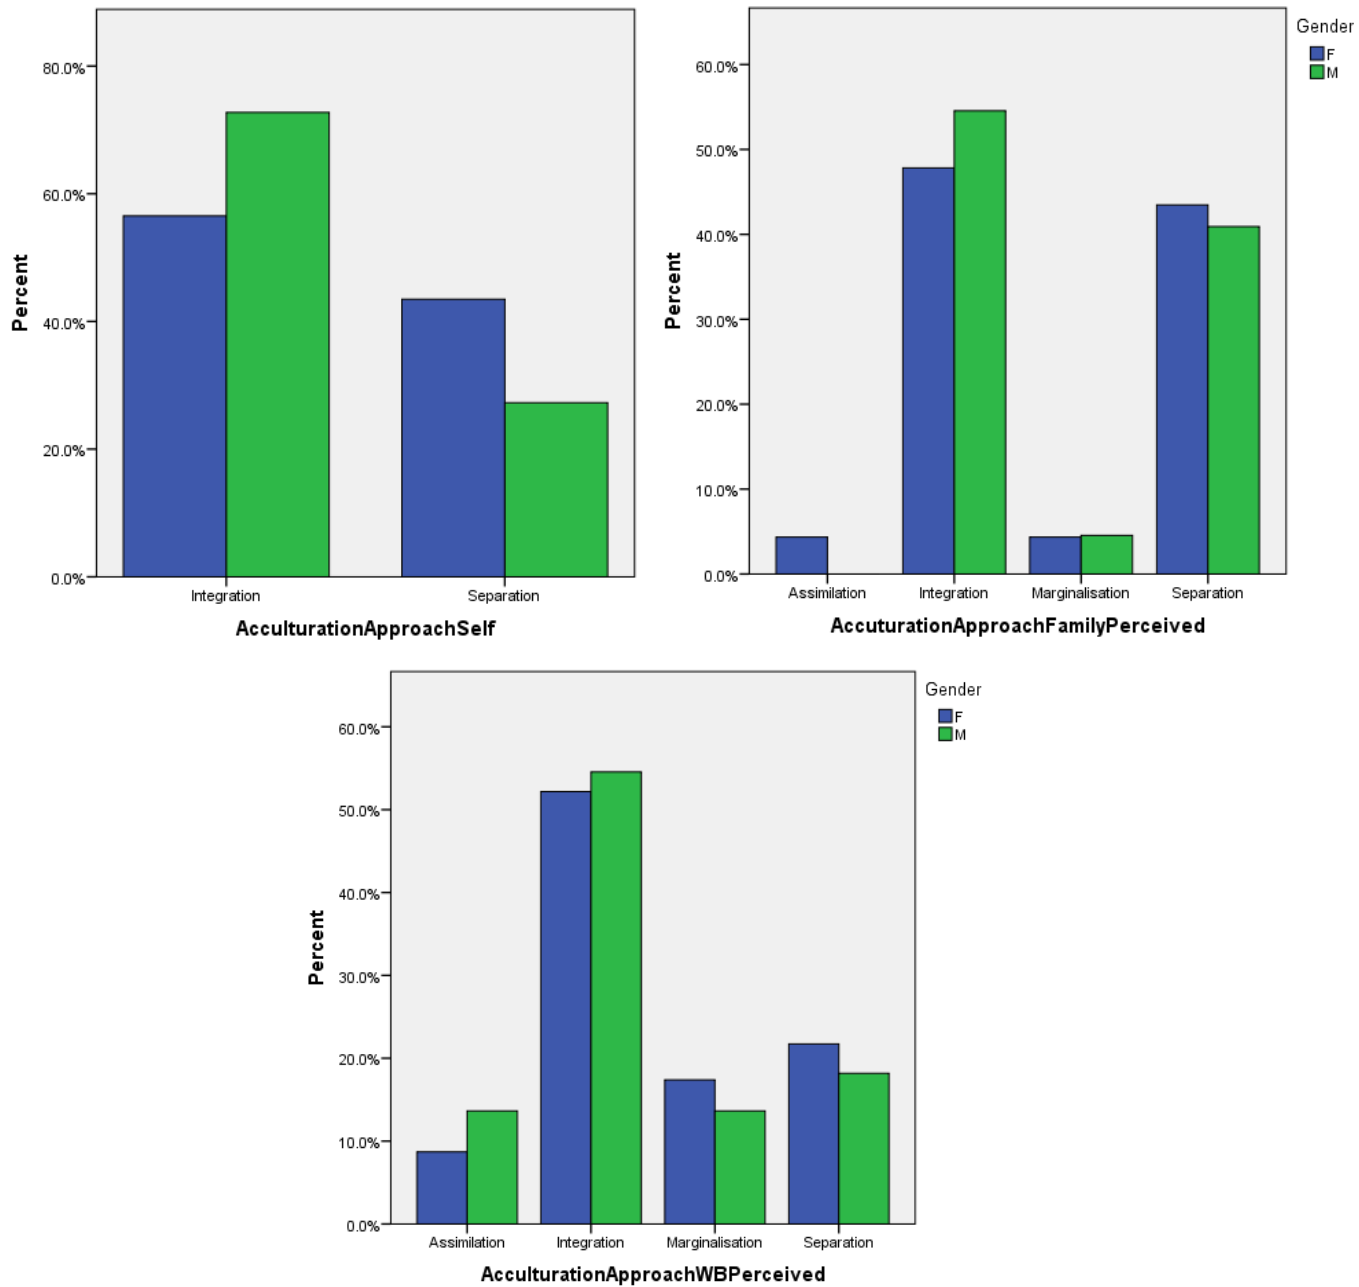 Percent
80.0%
60.0%
40.0%
20.0%
0.0%
Integration Separation
AcculturationApproachSelf
Percent
60.0%
50.0%
40.0%
30.0%
20.0%
10.0%
0.0%
Assimilation Integration Marginalisation Separation
AccuturationApproachFamilyPerceived
Gender
F
M
Percent
60.0%
50.0%
40.0%
30.0%
20.0%
10.0%
0.0%
Assimilation Integration Marginalisation Separation
AcculturationApproachWBPerceived
Gender
F
M